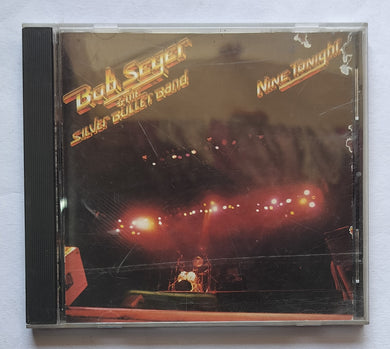 Bob Seger
& the
Silver Bullet Band
Nine Tonight